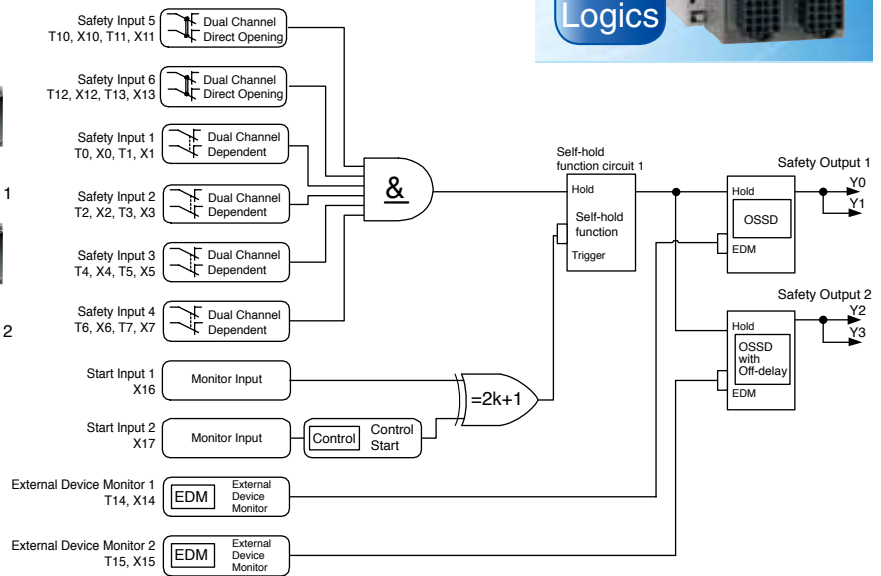 Logics
Safety Input 5
T10, X10, T11, X11
Dual Channel
Direct Opening
Safety Input 6
T12, X12, T13, X13
Dual Channel
Direct Opening
Safety Input 1
T0, X0, T1, X1
Dual Channel
Dependent
1
Safety Input 2
T2, X2, T3, X3
Dual Channel
Dependent
Safety Input 3
T4, X4, T5, X5
Dual Channel
Dependent
Safety Input 4
T6, X6, T7, X7
Dual Channel
Dependent
2
&
Start Input 1
X16
Monitor Input
Start Input 2
X17
Monitor Input
Control
Control
Start
=2k+1
External Device Monitor 1
T14, X14
EDM
External
Device
Monitor
External Device Monitor 2
T15, X15
EDM
External
Device
Monitor
Self-hold
function circuit 1
Hold
Self-hold
function
Trigger
Safety Output 1
Hold
OSSD
EDM
Y0
Y1
Safety Output 2
Hold
OSSD
with
Off-delay
EDM
Y2
Y3